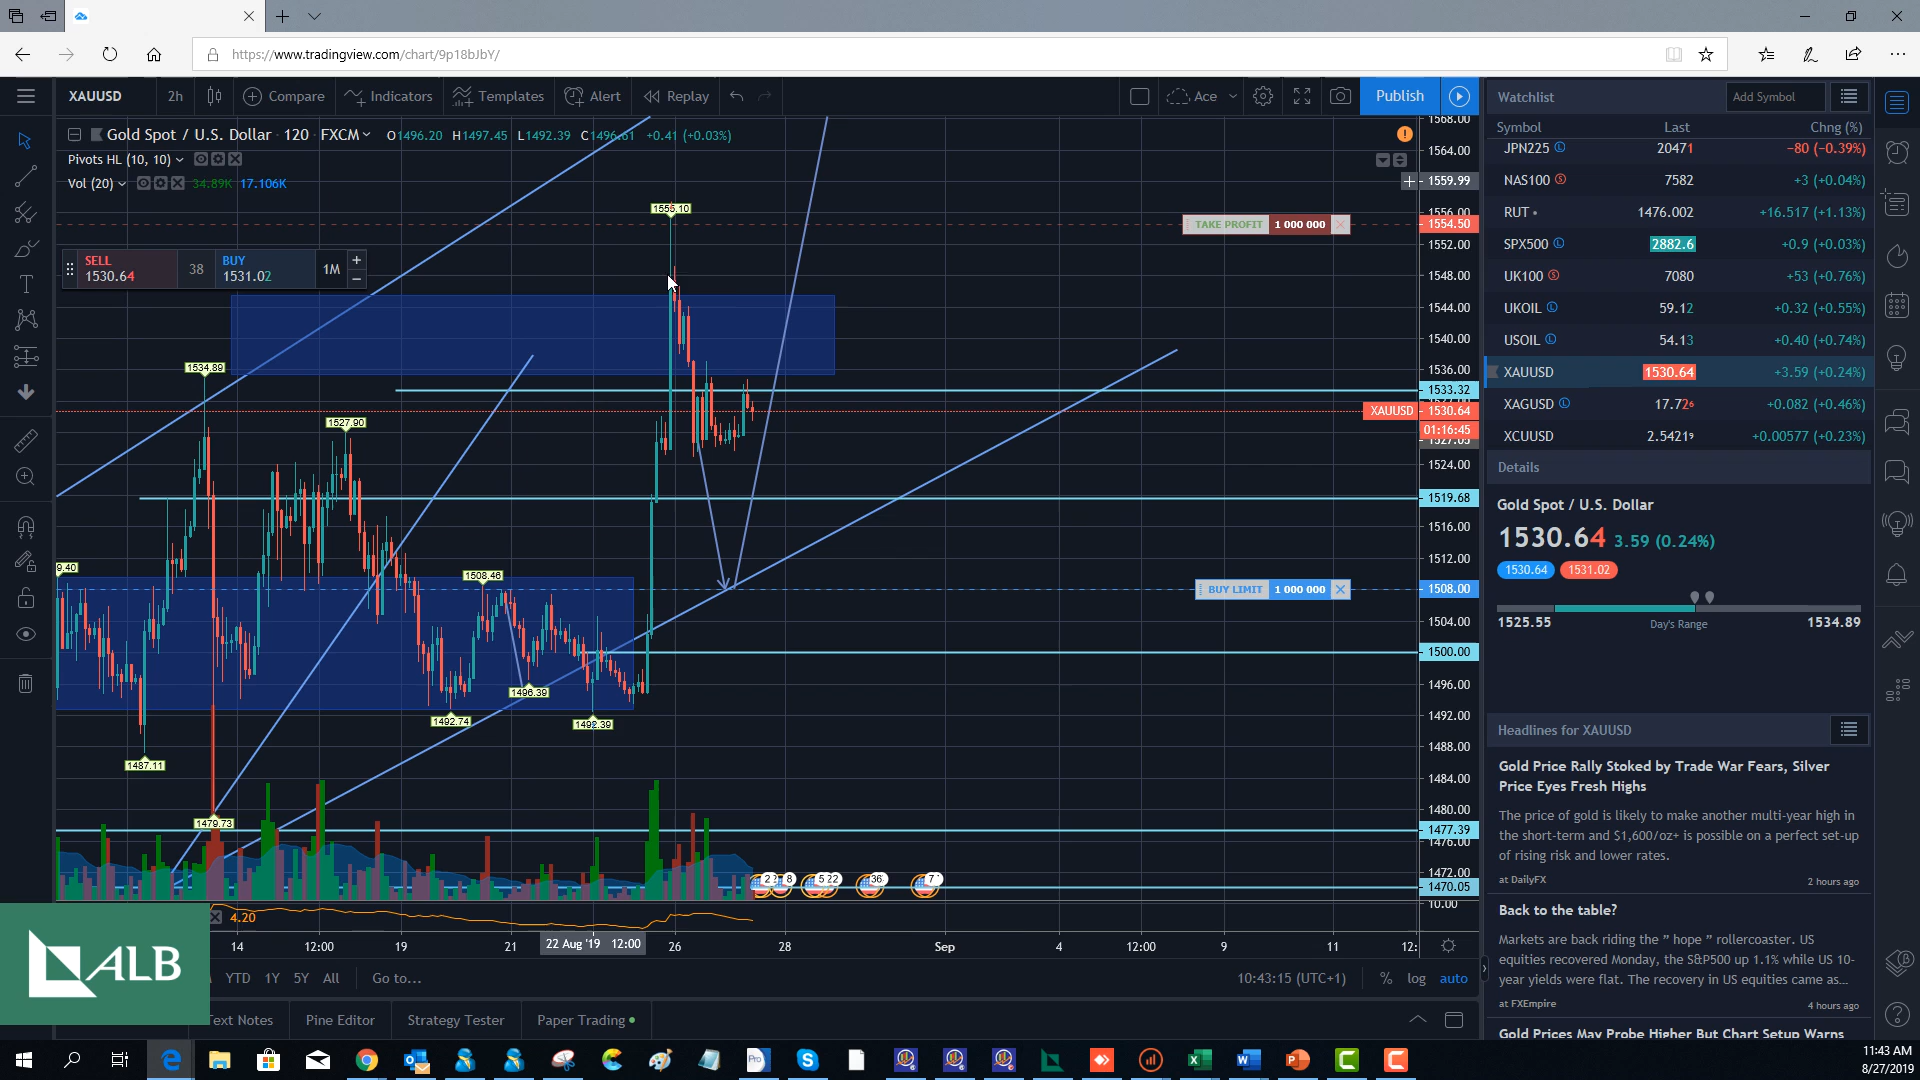 https://www.tradingview.com/chart/9p18bJbY/
XAUUSD 2h Compare Indicators Templates Alert Replay Ace Publish
Gold Spot / U.S. Dollar · 120 · FXCM O1496.20 H1497.45 L1492.39 C1496.61 +0.41 (+0.03%)
Pivots HL (10, 10)
Vol (20) 34.89K 17.106K
SELL
1530.64
38
BUY
1531.02
1M
1534.89
1527.90
1555.10
9.40
1508.46
1496.39
1492.74
1492.39
1487.11
1479.73
TAKE PROFIT 1 000 000
BUY LIMIT 1 000 000
1568.00
1564.00
1559.99
1556.00
1554.50
1552.00
1548.00
1544.00
1540.00
1536.00
1533.32
XAUUSD 1530.64
01:16:45
1527.05
1524.00
1519.68
1516.00
1512.00
1508.00
1504.00
1500.00
1496.00
1492.00
1488.00
1484.00
1480.00
1477.39
1476.00
1472.00
1470.05
10.00
2 8 5 22 36 7
4.20
14 12:00 19 21 22 Aug '19 12:00 26 28 Sep 4 12:00 9 11 12:
YTD 1Y 5Y All Go to... 10:43:15 (UTC+1) % log auto
Text Notes Pine Editor Strategy Tester Paper Trading
ALB
Watchlist Add Symbol
Symbol Last Chng (%)
JPN225 20471 −80 (−0.39%)
NAS100 7582 +3 (+0.04%)
RUT 1476.002 +16.517 (+1.13%)
SPX500 2882.6 +0.9 (+0.03%)
UK100 7080 +53 (+0.76%)
UKOIL 59.12 +0.32 (+0.55%)
USOIL 54.13 +0.40 (+0.74%)
XAUUSD 1530.64 +3.59 (+0.24%)
XAGUSD 17.726 +0.082 (+0.46%)
XCUUSD 2.54219 +0.00577 (+0.23%)
Details
Gold Spot / U.S. Dollar
1530.64 3.59 (0.24%)
1530.64 1531.02
1525.55 Day's Range 1534.89
Headlines for XAUUSD
Gold Price Rally Stoked by Trade War Fears, Silver
Price Eyes Fresh Highs
The price of gold is likely to make another multi-year high in
the short-term and $1,600/oz+ is possible on a perfect set-up
of rising risk and lower rates.
at DailyFX 2 hours ago
Back to the table?
Markets are back riding the " hope " rollercoaster. US
equities recovered Monday, the S&P500 up 1.1% while US 10-
year yields were flat. The recovery in US equities came as...
at FXEmpire 4 hours ago
Gold Prices May Probe Higher But Chart Setup Warns
11:43 AM
8/27/2019